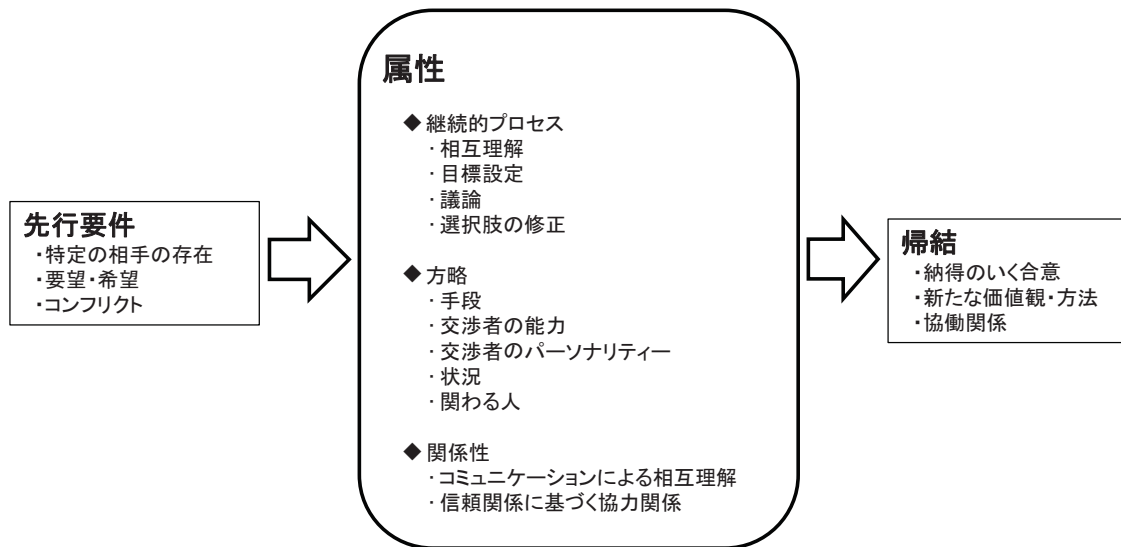 先行要件
・特定の相手の存在
・要望・希望
・コンフリクト
属性
◆ 継続的プロセス
・相互理解
・目標設定
・議論
・選択肢の修正
◆ 方略
・手段
・交渉者の能力
・交渉者のパーソナリティー
・状況
・関わる人
◆ 関係性
・コミュニケーションによる相互理解
・信頼関係に基づく協力関係
帰結
・納得のいく合意
・新たな価値観・方法
・協働関係